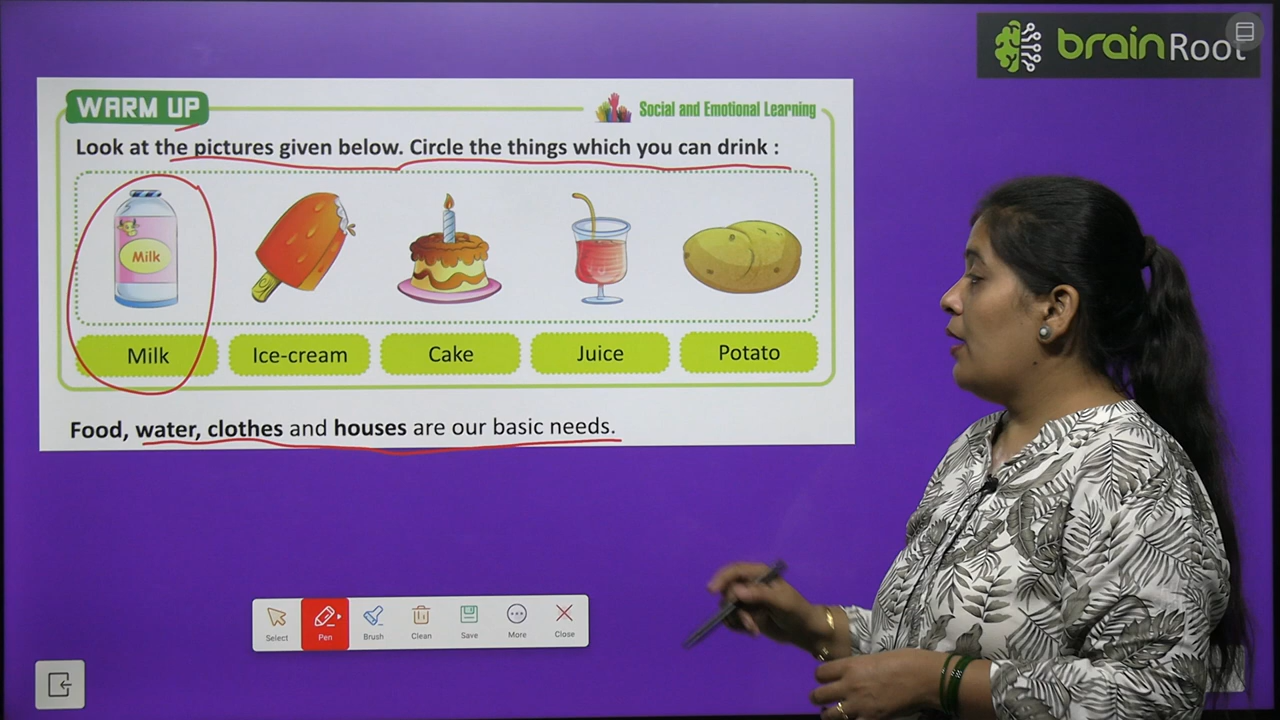 brainRoot
WARM UP
Social and Emotional Learning
Look at the pictures given below. Circle the things which you can drink :
Milk
Milk
Ice-cream
Cake
Juice
Potato
Food, water, clothes and houses are our basic needs.
Select
Pen
Brush
Clean
Save
More
Close